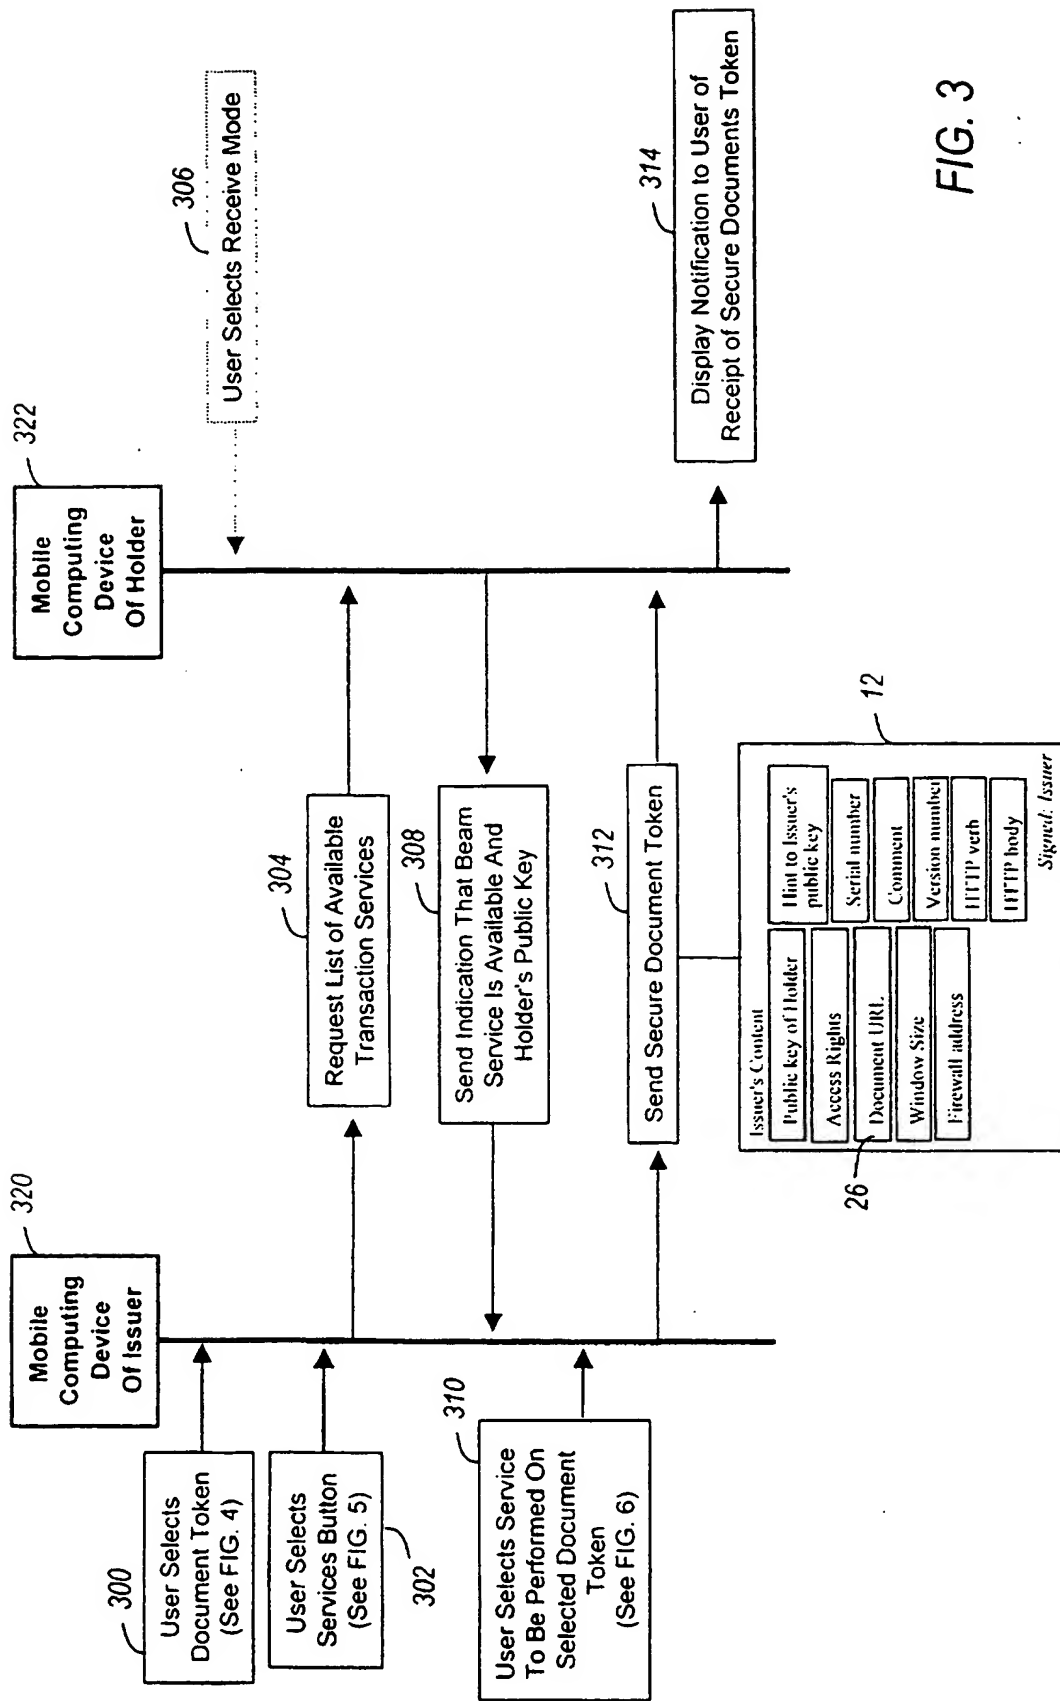 320
Mobile
Computing
Device
Of Issuer
322
Mobile
Computing
Device
Of Holder
300
User Selects
Document Token
(See FIG. 4)
306
User Selects Receive Mode
User Selects
Services Button
(See FIG. 5)
302
304
Request List of Available
Transaction Services
308
Send Indication That Beam
Service Is Available And
Holder's Public Key
310
User Selects Service
To Be Performed On
Selected Document
Token
(See FIG. 6)
312
Send Secure Document Token
314
Display Notification to User of
Receipt of Secure Documents Token
12
Issuer's Content
Public key of Holder
Access Rights
Document URL
Window Size
Firewall address
26
Hint to Issuer's
public key
Serial number
Comment
Version number
HTTP verb
HTTP body
Signed: Issuer
FIG. 3